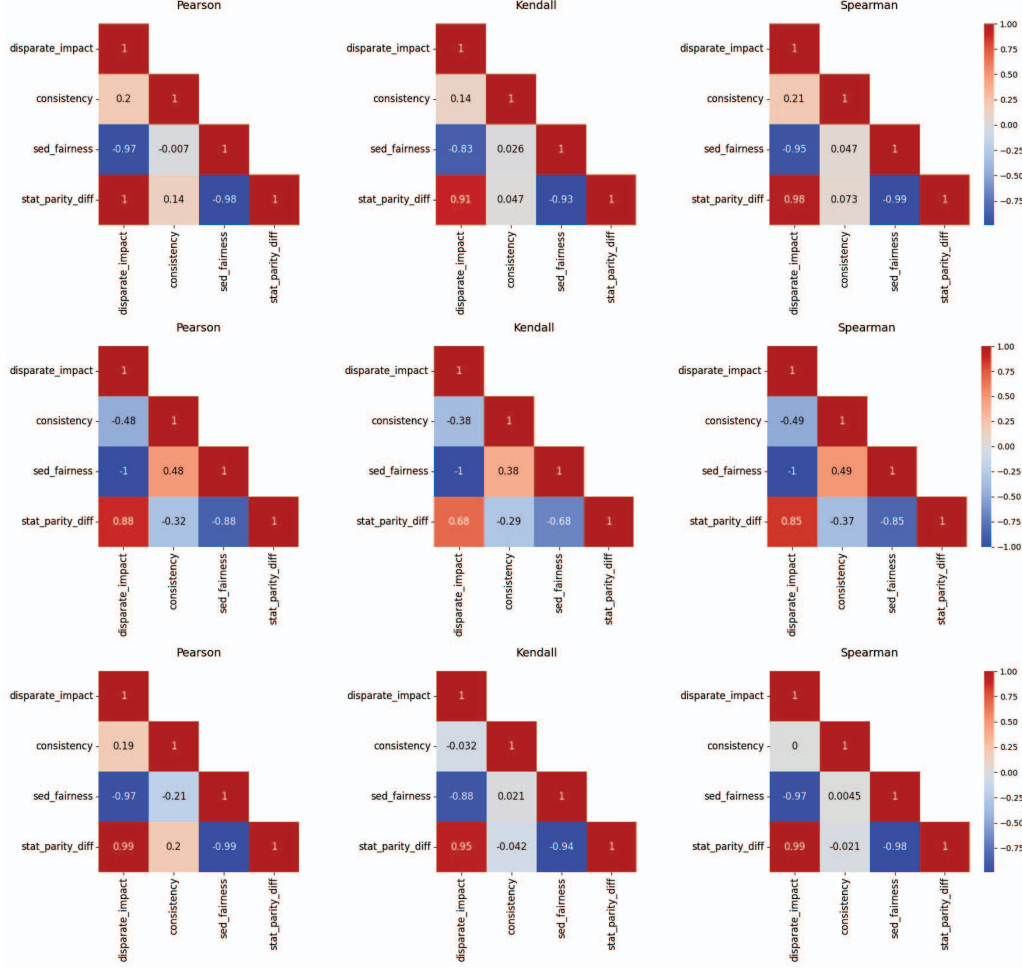 Pearson Kendall Spearman
disparate_impact 1 disparate_impact 1 disparate_impact 1 1.00
0.75
consistency 0.2 1 consistency 0.14 1 consistency 0.21 1 0.50
0.25
sed_fairness -0.97 -0.007 1 sed_fairness -0.83 0.026 1 sed_fairness -0.95 0.047 1 0.00
-0.25
-0.50
stat_parity_diff 1 0.14 -0.98 1 stat_parity_diff 0.91 0.047 -0.93 1 stat_parity_diff 0.98 0.073 -0.99 1 -0.75
disparate_impact consistency sed_fairness stat_parity_diff disparate_impact consistency sed_fairness stat_parity_diff disparate_impact consistency sed_fairness stat_parity_diff
Pearson Kendall Spearman
disparate_impact 1 disparate_impact 1 disparate_impact 1 1.00
0.75
consistency -0.48 1 consistency -0.38 1 consistency -0.49 1 0.50
0.25
0.00
sed_fairness -1 0.48 1 sed_fairness -1 0.38 1 sed_fairness -1 0.49 1 -0.25
-0.50
stat_parity_diff 0.88 -0.32 -0.88 1 stat_parity_diff 0.68 -0.29 -0.68 1 stat_parity_diff 0.85 -0.37 -0.85 1 -0.75
-1.00
disparate_impact consistency sed_fairness stat_parity_diff disparate_impact consistency sed_fairness stat_parity_diff disparate_impact consistency sed_fairness stat_parity_diff
Pearson Kendall Spearman
disparate_impact 1 disparate_impact 1 disparate_impact 1 1.00
0.75
consistency 0.19 1 consistency -0.032 1 consistency 0 1 0.50
0.25
0.00
sed_fairness -0.97 -0.21 1 sed_fairness -0.88 0.021 1 sed_fairness -0.97 0.0045 1 -0.25
-0.50
stat_parity_diff 0.99 0.2 -0.99 1 stat_parity_diff 0.95 -0.042 -0.94 1 stat_parity_diff 0.99 -0.021 -0.98 1 -0.75
disparate_impact consistency sed_fairness stat_parity_diff disparate_impact consistency sed_fairness stat_parity_diff disparate_impact consistency sed_fairness stat_parity_diff